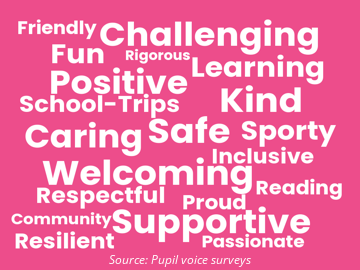 Friendly Challenging
Fun Rigorous Learning
Positive
School-Trips Kind
Caring Safe Sporty
Inclusive
Welcoming
Respectful Reading
Proud
Community Supportive
Resilient Passionate
Source: Pupil voice surveys